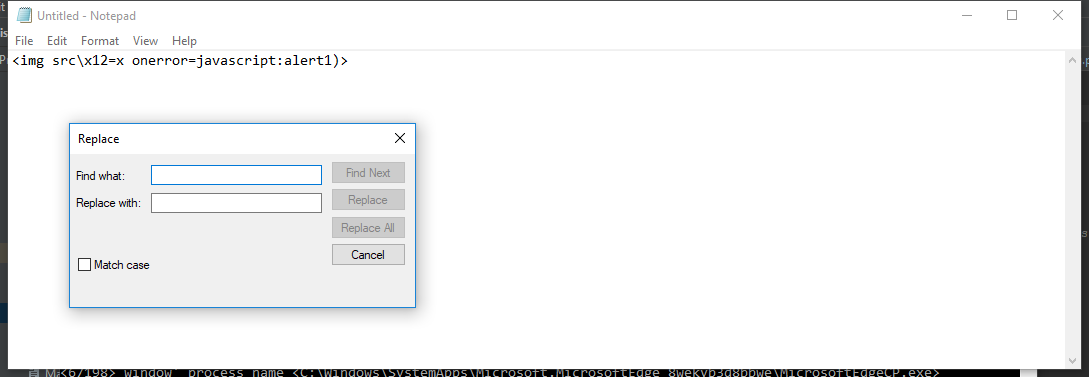 Untitled - Notepad
File Edit Format View Help
<img src\x12=x onerror=javascript:alert1)>
Replace
Find what:
Find Next
Replace with:
Replace
Replace All
Cancel
Match case
<6/198> window process name <C:\Windows\SystemApps\Microsoft.MicrosoftEdge_8wekyb3d8bbwe\MicrosoftEdgeCP.exe>